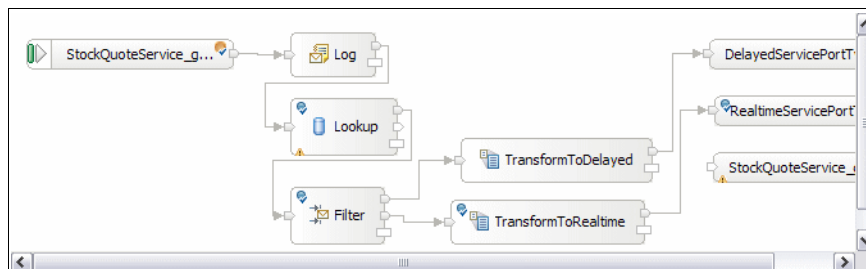 StockQuoteService_g...
Log
DelayedServicePortT
Lookup
RealtimeServicePort
TransformToDelayed
StockQuoteService_
Filter
TransformToRealtime